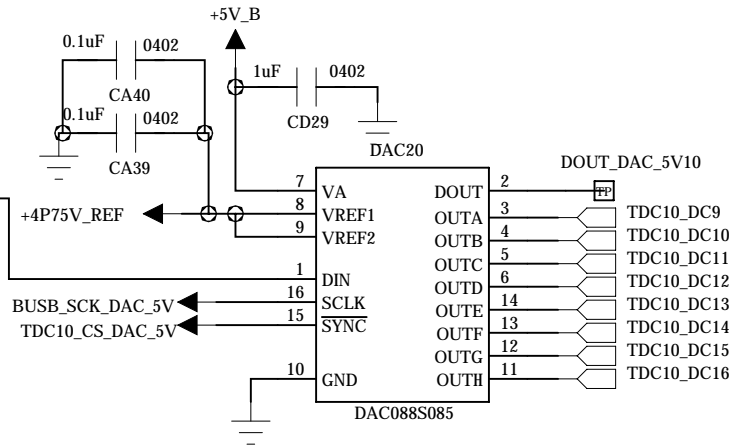 +5V_B
0.1uF 0402
CA40
0.1uF 0402
CA39
1uF 0402
CD29
DAC20
DOUT_DAC_5V10
TP
+4P75V_REF
BUSB_SCK_DAC_5V
TDC10_CS_DAC_5V
7 VA
8 VREF1
9 VREF2
1 DIN
16 SCLK
15 SYNC
10 GND
DOUT 2
OUTA 3 TDC10_DC9
OUTB 4 TDC10_DC10
OUTC 5 TDC10_DC11
OUTD 6 TDC10_DC12
OUTE 14 TDC10_DC13
OUTF 13 TDC10_DC14
OUTG 12 TDC10_DC15
OUTH 11 TDC10_DC16
DAC088S085